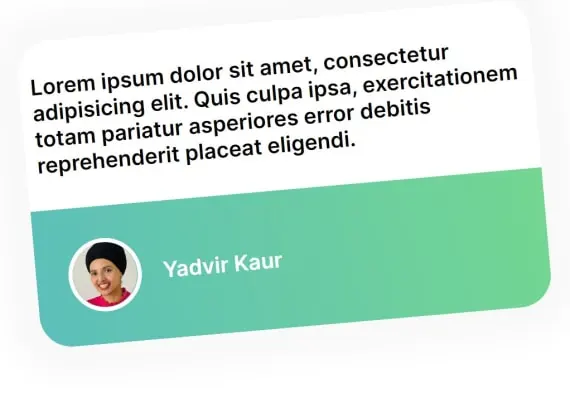 Lorem ipsum dolor sit amet, consectetur
adipisicing elit. Quis culpa ipsa, exercitationem
totam pariatur asperiores error debitis
reprehenderit placeat eligendi.
Yadvir Kaur